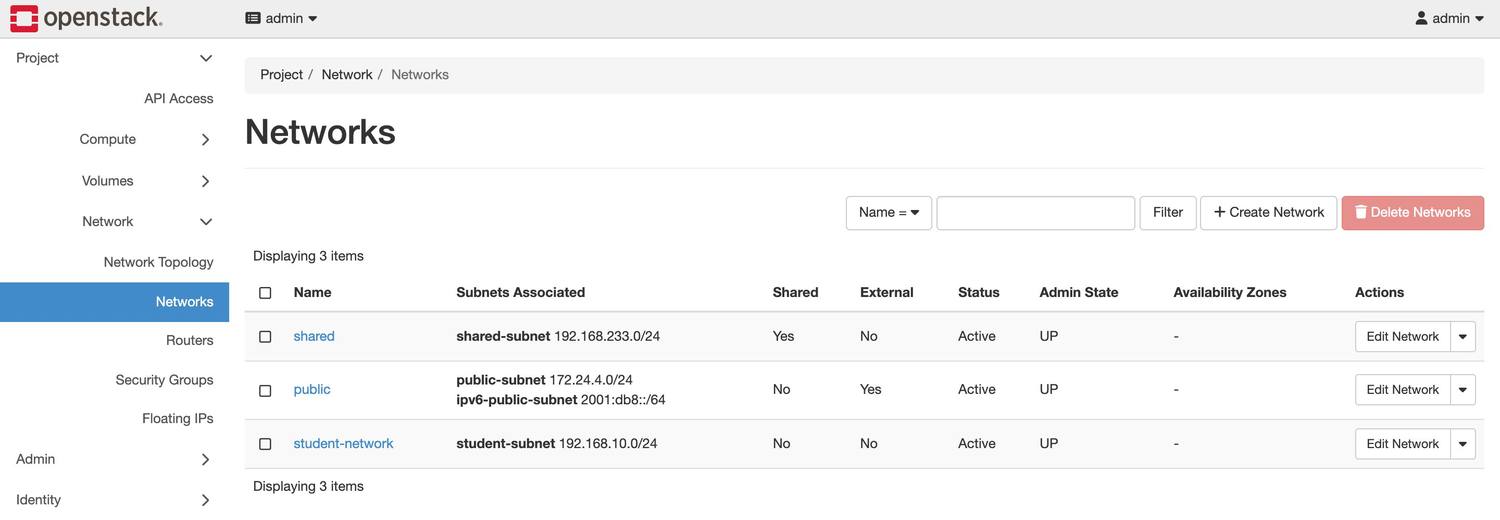 openstack.
admin
admin
Project
API Access
Compute
Volumes
Network
Network Topology
Networks
Routers
Security Groups
Floating IPs
Admin
Identity
Project / Network / Networks
Networks
Name =
Filter
+ Create Network
Delete Networks
Displaying 3 items
Name Subnets Associated Shared External Status Admin State Availability Zones Actions
shared shared-subnet 192.168.233.0/24 Yes No Active UP - Edit Network
public public-subnet 172.24.4.0/24 No Yes Active UP - Edit Network
ipv6-public-subnet 2001:db8::/64
student-network student-subnet 192.168.10.0/24 No No Active UP - Edit Network
Displaying 3 items